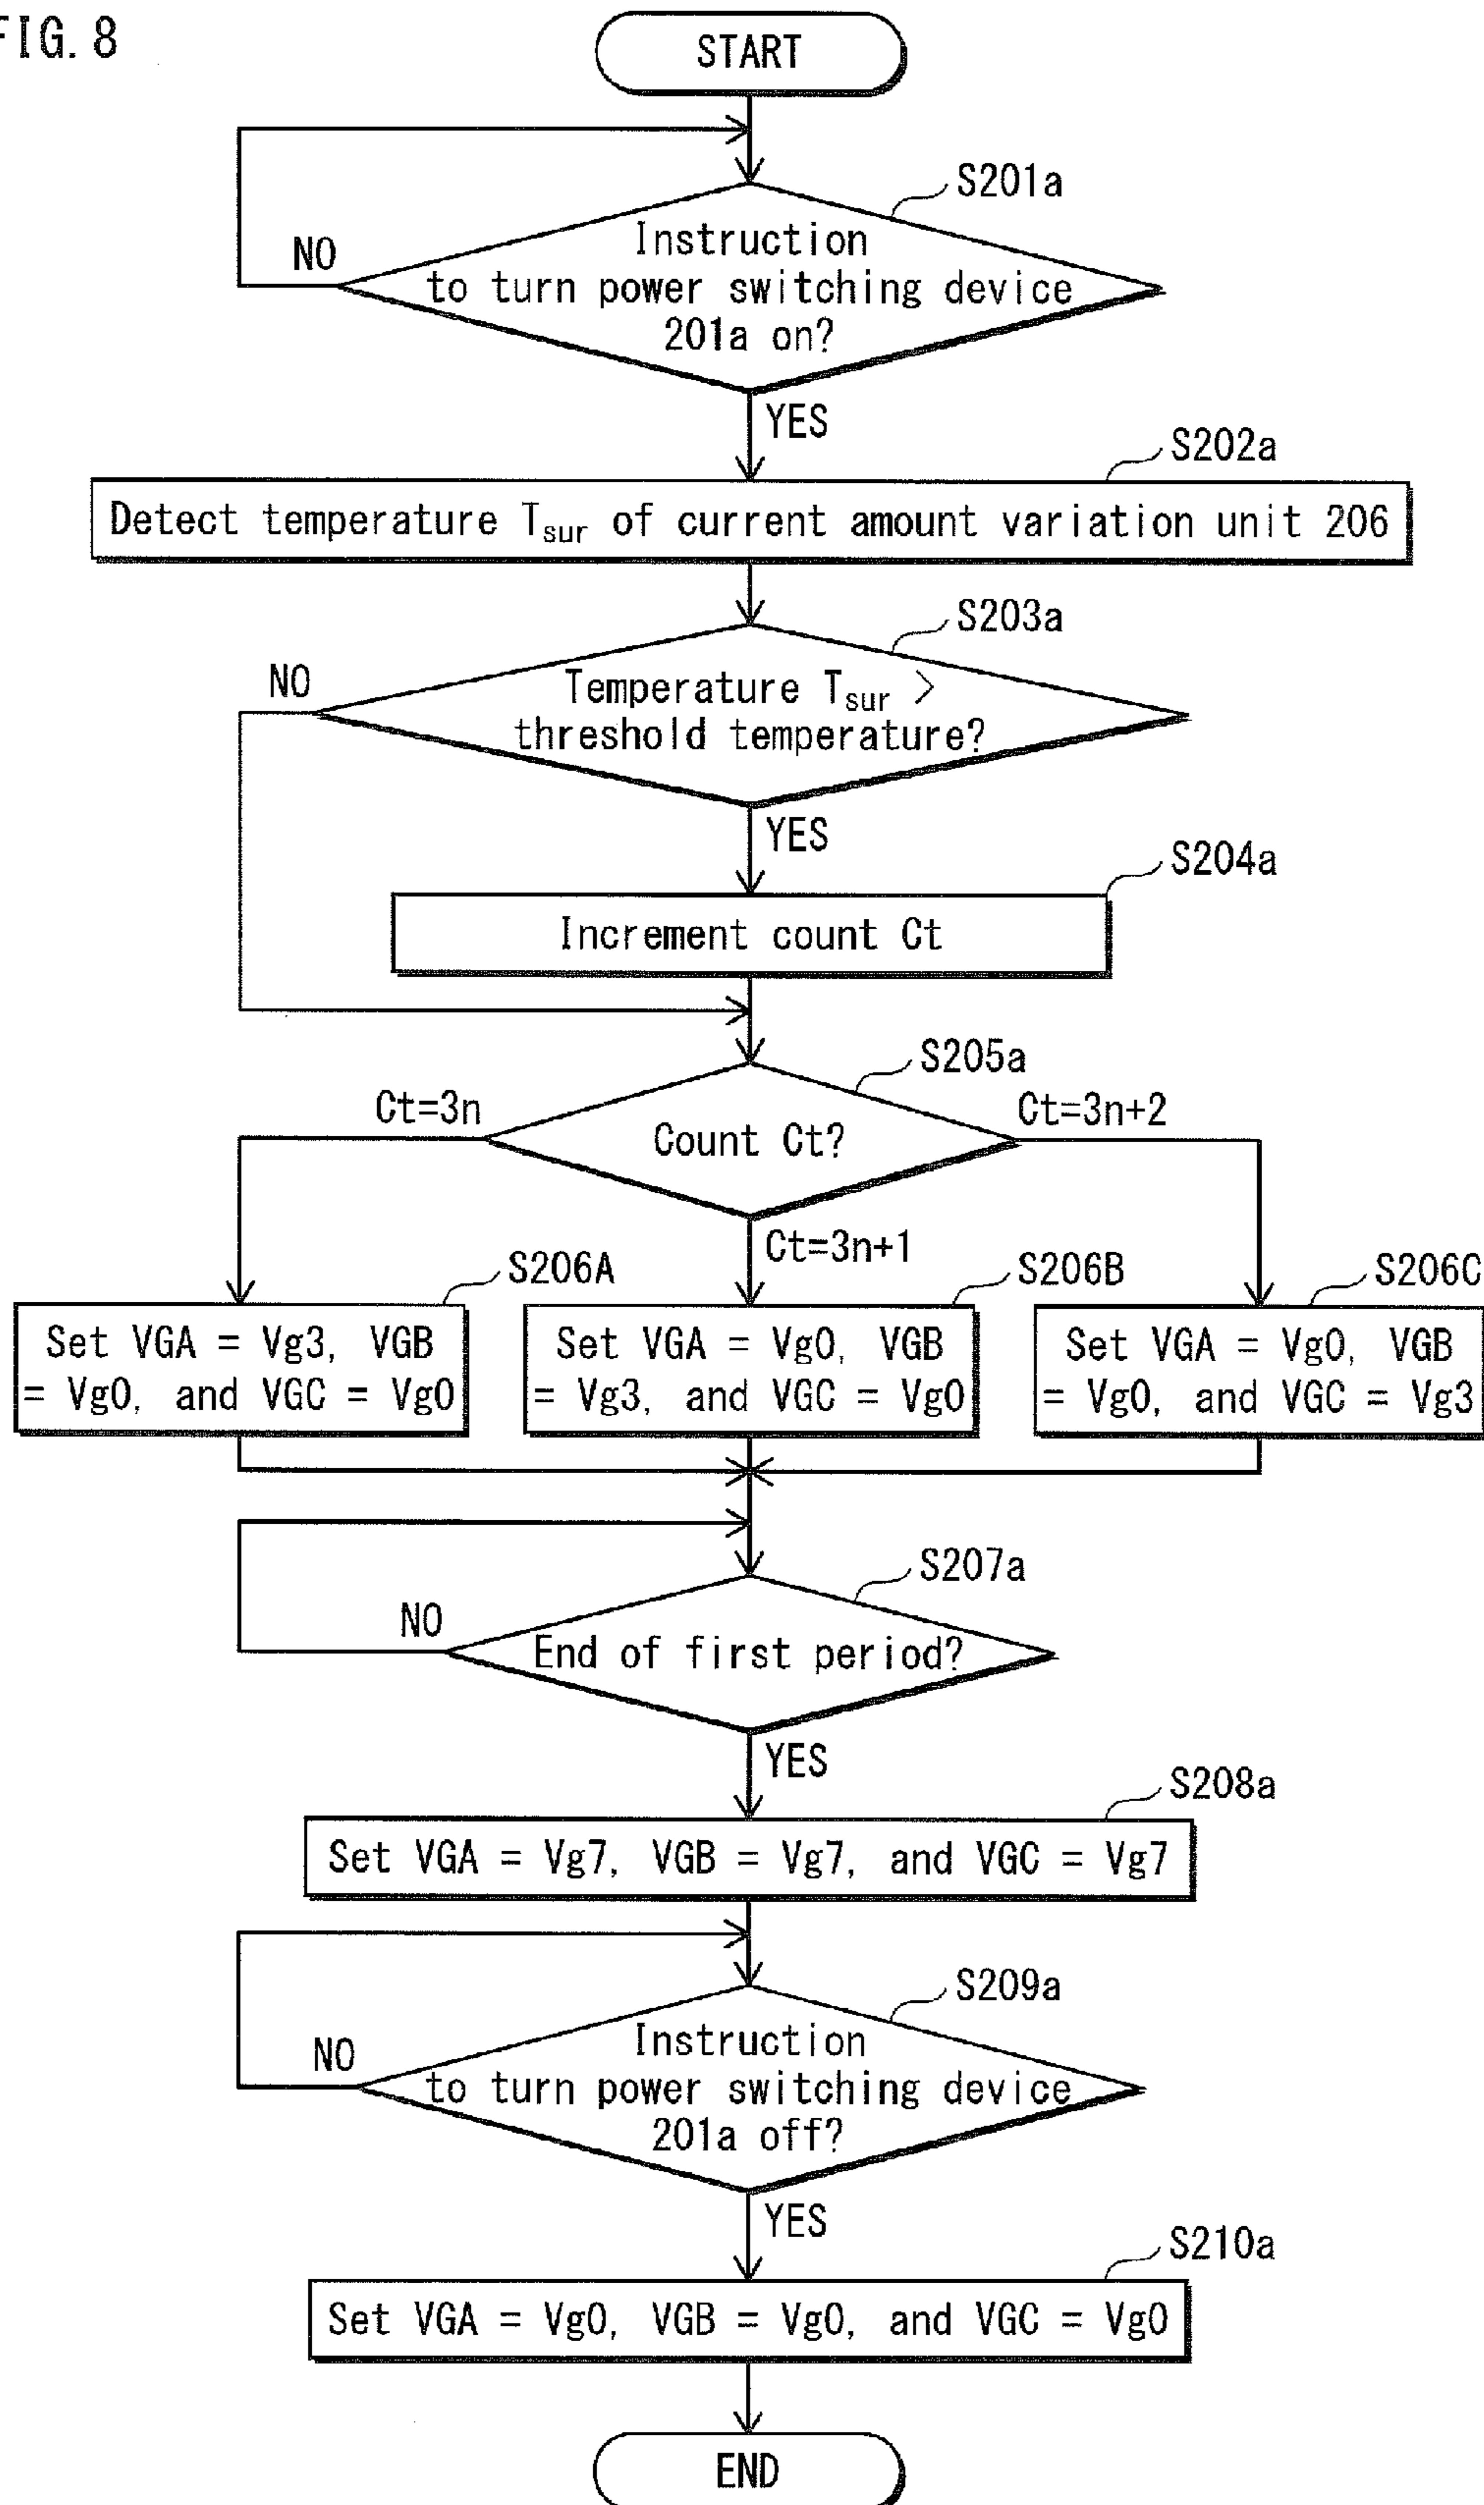 FIG. 8
START
S201a
Instruction
to turn power switching device
201a on?
NO
YES
S202a
Detect temperature Tsur of current amount variation unit 206
S203a
Temperature Tsur >
threshold temperature?
NO
YES
S204a
Increment count Ct
S205a
Count Ct?
Ct=3n
Ct=3n+2
Ct=3n+1
S206A
Set VGA = Vg3, VGB
= Vg0, and VGC = Vg0
S206B
Set VGA = Vg0, VGB
= Vg3, and VGC = Vg0
S206C
Set VGA = Vg0, VGB
= Vg0, and VGC = Vg3
S207a
End of first period?
NO
YES
S208a
Set VGA = Vg7, VGB = Vg7, and VGC = Vg7
S209a
Instruction
to turn power switching device
201a off?
NO
YES
S210a
Set VGA = Vg0, VGB = Vg0, and VGC = Vg0
END